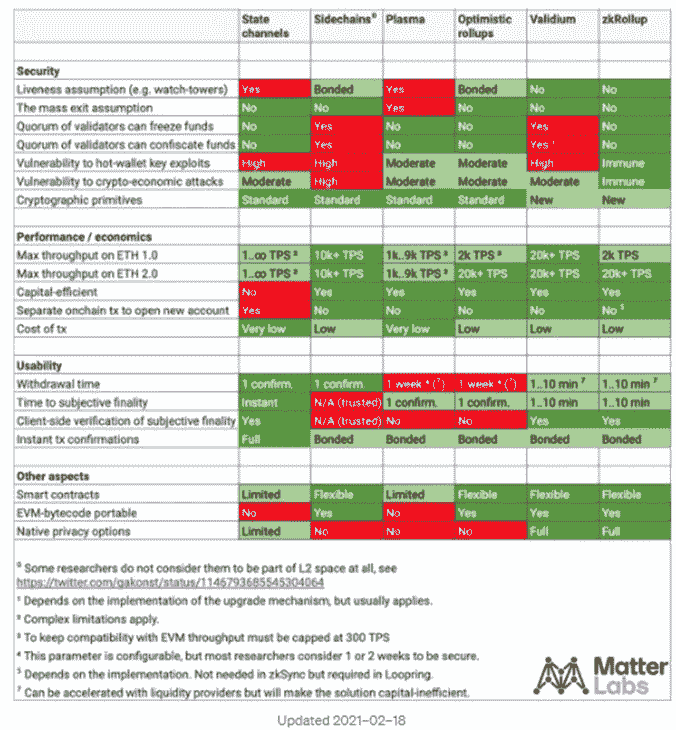 State channels Sidechains⁰ Plasma Optimistic rollups Validium zkRollup
Security
Liveness assumption (e.g. watch-towers) Yes Bonded Yes Bonded No No
The mass exit assumption No No Yes No No No
Quorum of validators can freeze funds No Yes No No Yes No
Quorum of validators can confiscate funds No Yes No No Yes ¹ No
Vulnerability to hot-wallet key exploits High High Moderate Moderate High Immune
Vulnerability to crypto-economic attacks Moderate High Moderate Moderate Moderate Immune
Cryptographic primitives Standard Standard Standard Standard New New
Performance / economics
Max throughput on ETH 1.0 1..∞ TPS ² 10k+ TPS 1k..9k TPS ² 2k TPS ³ 20k+ TPS 2k TPS
Max throughput on ETH 2.0 1..∞ TPS ² 10k+ TPS 1k..9k TPS ² 20k+ TPS 20k+ TPS 20k+ TPS
Capital-efficient No Yes Yes Yes Yes Yes
Separate onchain tx to open new account Yes No No No No No ⁵
Cost of tx Very low Low Very low Low Low Low
Usability
Withdrawal time 1 confirm. 1 confirm. 1 week ⁴ (⁷) 1 week ⁴ (⁷) 1..10 min ⁷ 1..10 min ⁷
Time to subjective finality Instant N/A (trusted) 1 confirm. 1 confirm. 1..10 min 1..10 min
Client-side verification of subjective finality Yes N/A (trusted) No No Yes Yes
Instant tx confirmations Full Bonded Bonded Bonded Bonded Bonded
Other aspects
Smart contracts Limited Flexible Limited Flexible Flexible Flexible
EVM-bytecode portable No Yes No Yes Yes Yes
Native privacy options Limited No No No Full Full
⁰ Some researchers do not consider them to be part of L2 space at all, see
https://twitter.com/gakonst/status/1146793685545304064
¹ Depends on the implementation of the upgrade mechanism, but usually applies.
² Complex limitations apply.
³ To keep compatibility with EVM throughput must be capped at 300 TPS
⁴ This parameter is configurable, but most researchers consider 1 or 2 weeks to be secure.
⁵ Depends on the implementation. Not needed in zkSync but required in Loopring.
⁷ Can be accelerated with liquidity providers but will make the solution capital-inefficient.
Matter
Labs
Updated 2021–02–18